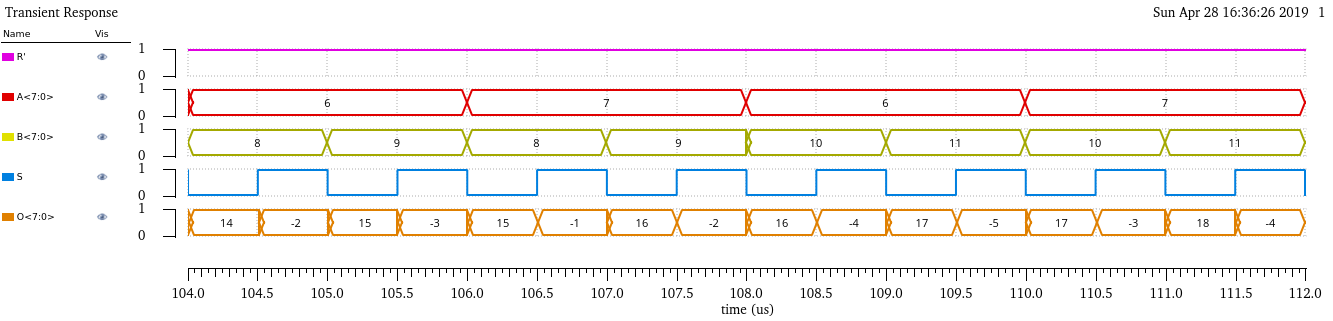 Transient Response Sun Apr 28 16:36:26 2019 1
Name Vis
R' 1
0
A<7:0> 1 6 7 6 7
0
B<7:0> 1 8 9 8 9 10 11 10 11
0
S 1
0
O<7:0> 1 14 -2 15 -3 15 -1 16 -2 16 -4 17 -5 17 -3 18 -4
0
104.0 104.5 105.0 105.5 106.0 106.5 107.0 107.5 108.0 108.5 109.0 109.5 110.0 110.5 111.0 111.5 112.0
time (us)